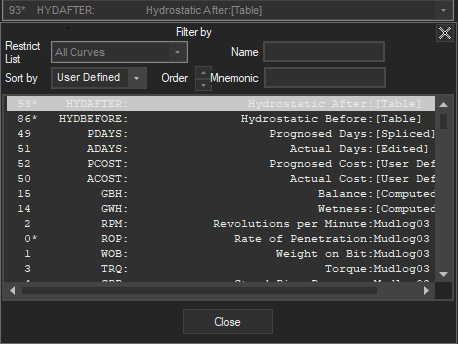 93* HYDAFTER: Hydrostatic After:[Table]
Filter by
Restrict List All Curves Name
Sort by User Defined Order Mnemonic
93* HYDAFTER: Hydrostatic After:[Table]
86* HYDBEFORE: Hydrostatic Before:[Table]
49 PDAYS: Prognosed Days:[Spliced]
51 ADAYS: Actual Days:[Edited]
52 PCOST: Prognosed Cost:[User Def
50 ACOST: Actual Cost:[User Def
15 GBH: Balance:[Computed
14 GWH: Wetness:[Computed
2 RPM: Revolutions per Minute:Mudlog03
0* ROP: Rate of Penetration:Mudlog03
1 WOB: Weight on Bit:Mudlog03
3 TRQ: Torque:Mudlog03
Close